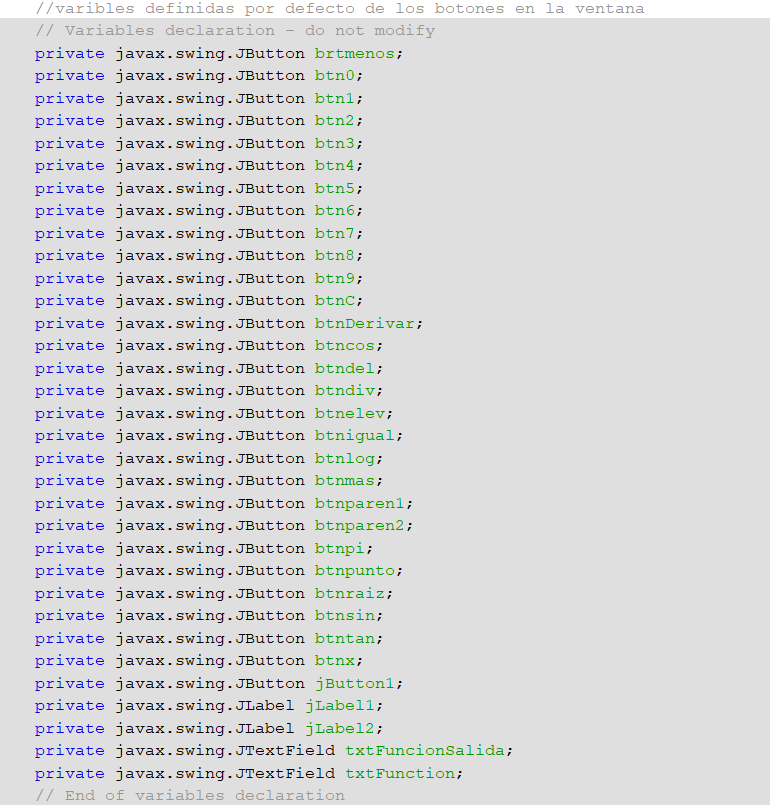 //varibles definidas por defecto de los botones en la ventana
// Variables declaration - do not modify
private javax.swing.JButton brtmenos;
private javax.swing.JButton btn0;
private javax.swing.JButton btn1;
private javax.swing.JButton btn2;
private javax.swing.JButton btn3;
private javax.swing.JButton btn4;
private javax.swing.JButton btn5;
private javax.swing.JButton btn6;
private javax.swing.JButton btn7;
private javax.swing.JButton btn8;
private javax.swing.JButton btn9;
private javax.swing.JButton btnC;
private javax.swing.JButton btnDerivar;
private javax.swing.JButton btncos;
private javax.swing.JButton btndel;
private javax.swing.JButton btndiv;
private javax.swing.JButton btnelev;
private javax.swing.JButton btnigual;
private javax.swing.JButton btnlog;
private javax.swing.JButton btnmas;
private javax.swing.JButton btnparen1;
private javax.swing.JButton btnparen2;
private javax.swing.JButton btnpi;
private javax.swing.JButton btnpunto;
private javax.swing.JButton btnraiz;
private javax.swing.JButton btnsin;
private javax.swing.JButton btntan;
private javax.swing.JButton btnx;
private javax.swing.JButton jButton1;
private javax.swing.JLabel jLabel1;
private javax.swing.JLabel jLabel2;
private javax.swing.JTextField txtFuncionSalida;
private javax.swing.JTextField txtFunction;
// End of variables declaration